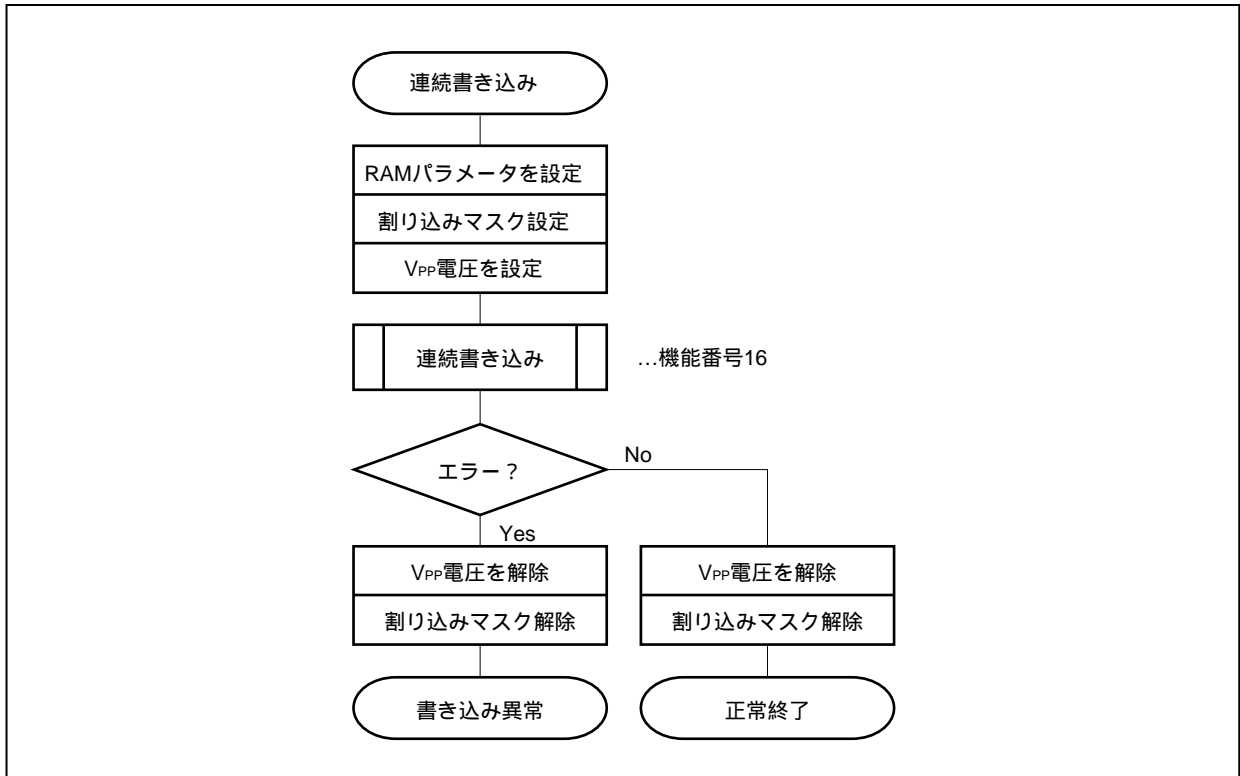 連続書き込み
RAMパラメータを設定
割り込みマスク設定
VPP電圧を設定
連続書き込み
…機能番号16
エラー？
No
Yes
VPP電圧を解除
VPP電圧を解除
割り込みマスク解除
割り込みマスク解除
書き込み異常
正常終了